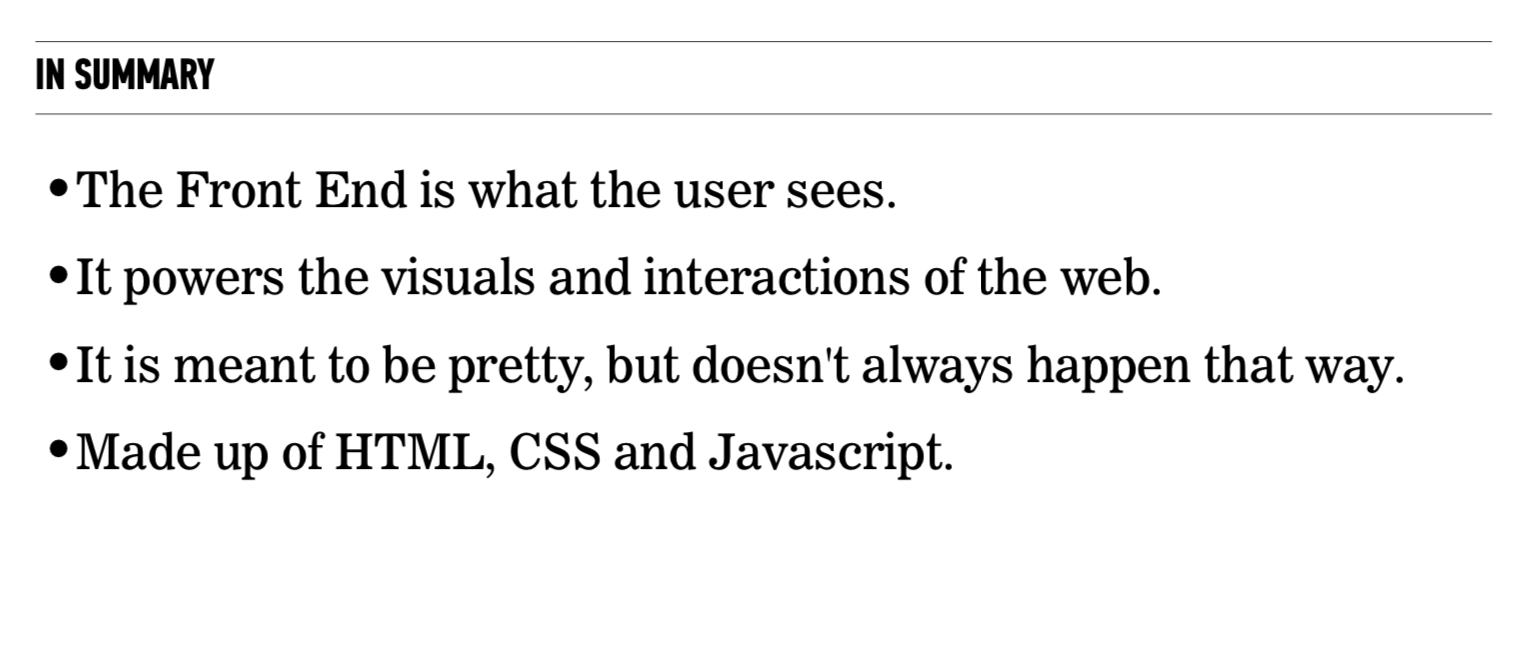 IN SUMMARY
•The Front End is what the user sees.
•It powers the visuals and interactions of the web.
•It is meant to be pretty, but doesn't always happen that way.
•Made up of HTML, CSS and Javascript.